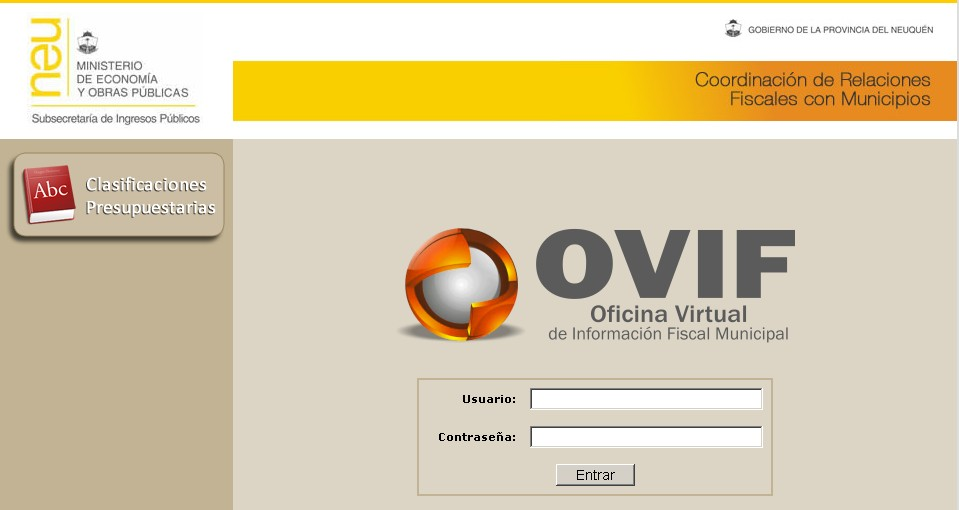 neu
MINISTERIO
DE ECONOMÍA
Y OBRAS PÚBLICAS
Subsecretaría de Ingresos Públicos
GOBIERNO DE LA PROVINCIA DEL NEUQUÉN
Coordinación de Relaciones
Fiscales con Municipios
Abc
Clasificaciones
Presupuestarias
OVIF
Oficina Virtual
de Información Fiscal Municipal
Usuario:
Contraseña:
Entrar